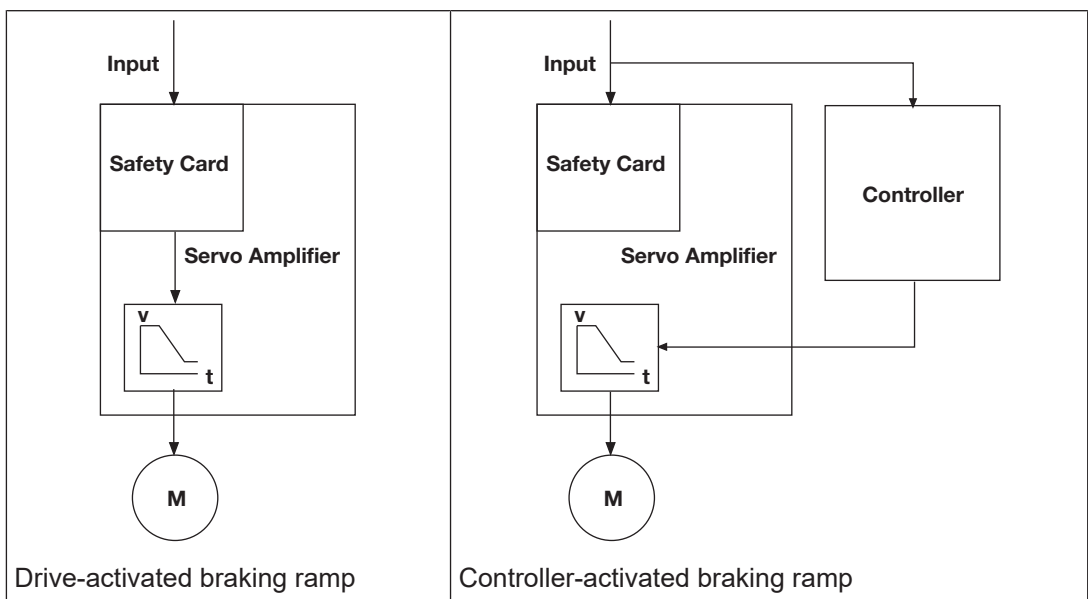 Input
Safety Card
Servo Amplifier
v
t
M
Drive-activated braking ramp
Input
Safety Card
Controller
Servo Amplifier
v
t
M
Controller-activated braking ramp